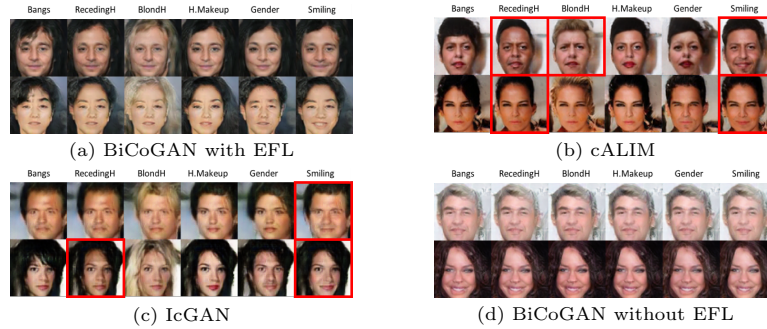 Bangs RecedingH BlondH H.Makeup Gender Smiling
(a) BiCoGAN with EFL
Bangs RecedingH BlondH H.Makeup Gender Smiling
(b) cALIM
Bangs RecedingH BlondH H.Makeup Gender Smiling
(c) IcGAN
Bangs RecedingH BlondH H.Makeup Gender Smiling
(d) BiCoGAN without EFL